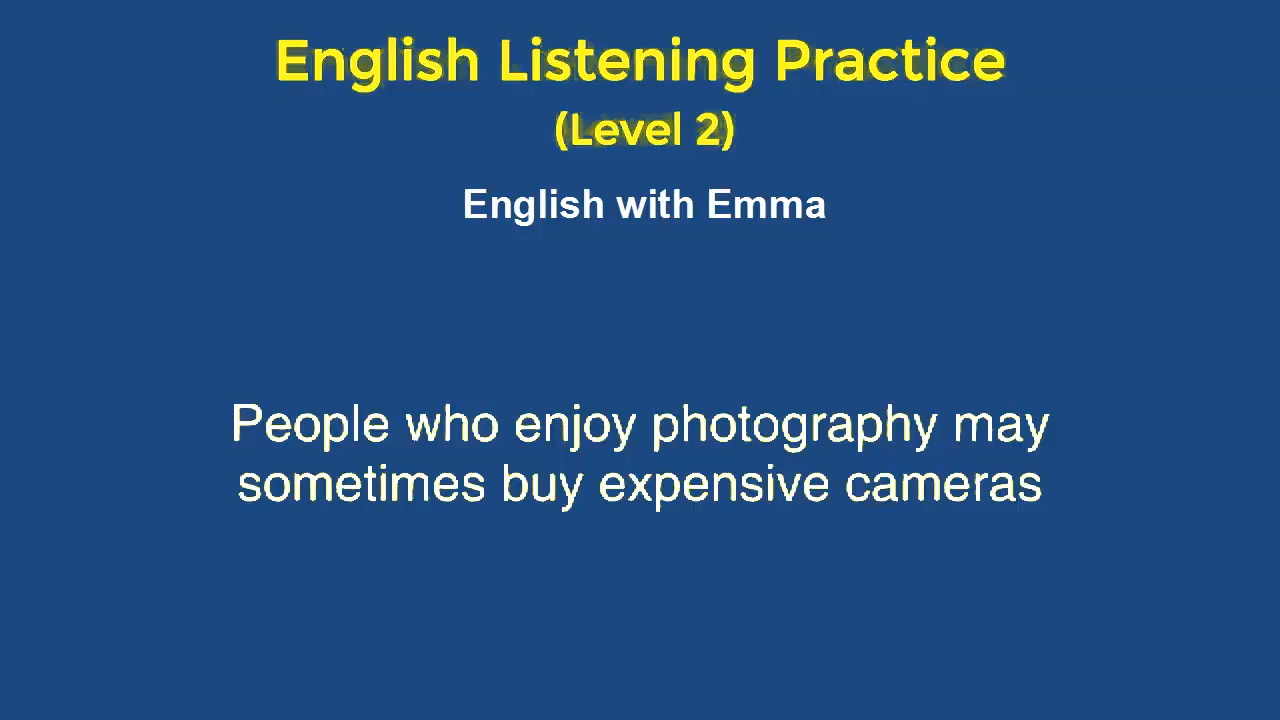 English Listening Practice
(Level 2)
English with Emma
People who enjoy photography may
sometimes buy expensive cameras